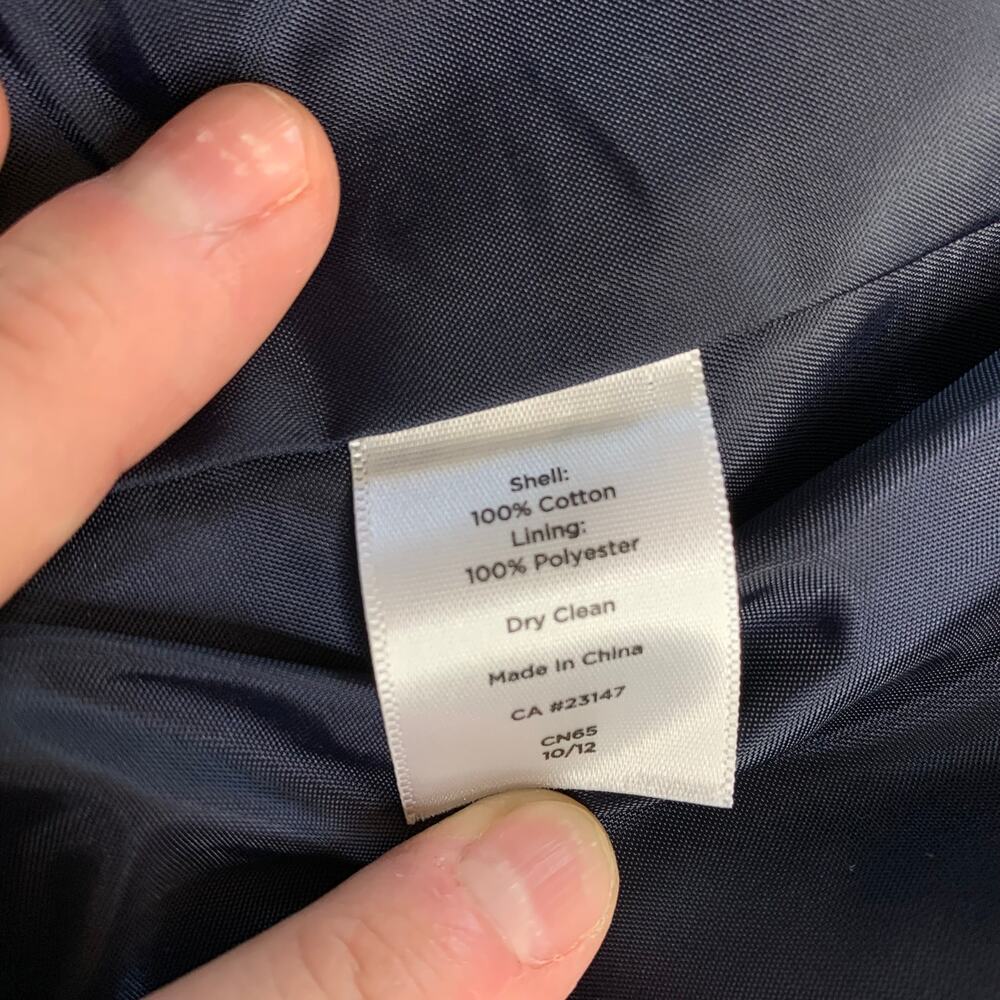 Shell:
100% Cotton
Lining:
100% Polyester
Dry Clean
Made In China
CA #23147
CN65
10/12